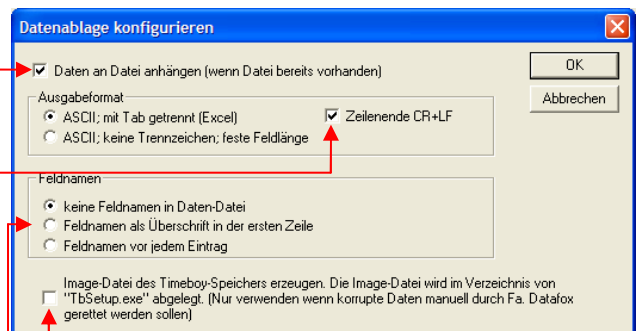 Datenablage konfigurieren
Daten an Datei anhängen (wenn Datei bereits vorhanden)
OK
Abbrechen
Ausgabeformat
ASCII; mit Tab getrennt (Excel)
Zeilenende CR+LF
ASCII; keine Trennzeichen; feste Feldlänge
Feldnamen
keine Feldnamen in Daten-Datei
Feldnamen als Überschrift in der ersten Zeile
Feldnamen vor jedem Eintrag
Image-Datei des Timeboy-Speichers erzeugen. Die Image-Datei wird im Verzeichnis von
"TbSetup.exe" abgelegt. (Nur verwenden wenn korrupte Daten manuell durch Fa. Datafox
gerettet werden sollen)